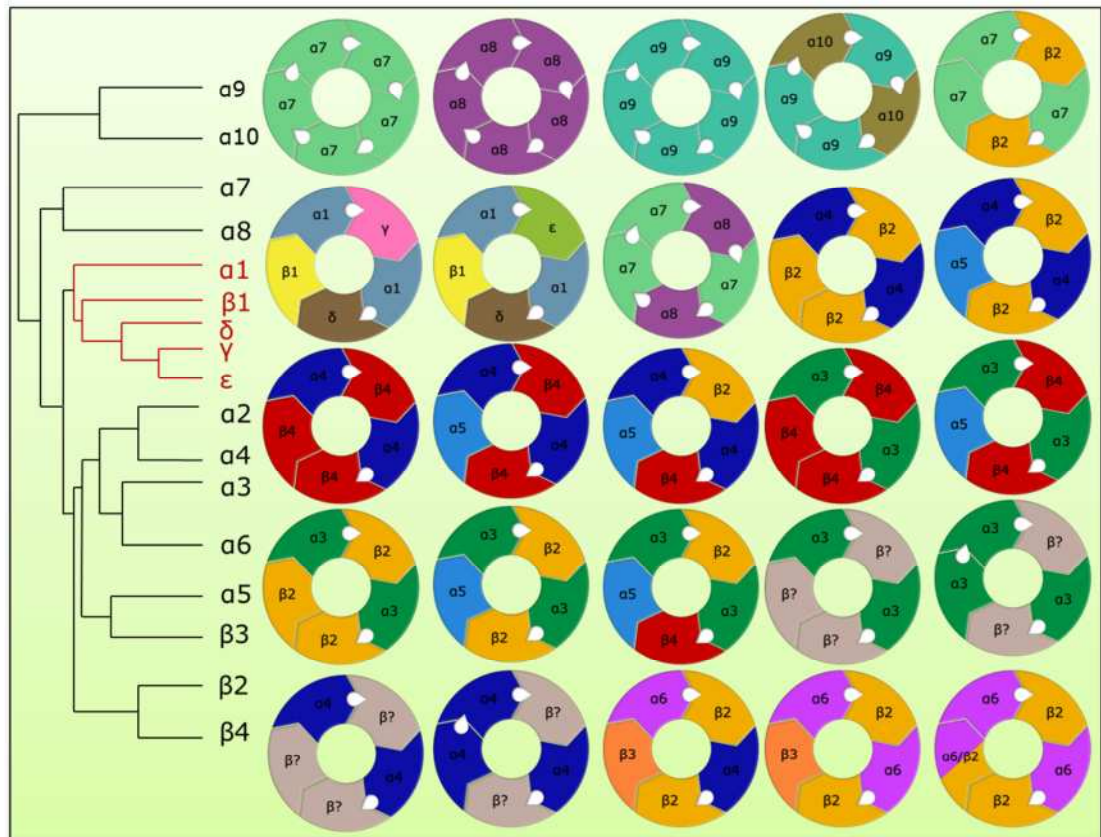 α9
α10
α7
α8
α1
β1
δ
γ
ε
α2
α4
α3
α6
α5
β3
β2
β4
α7 α7 α7 α7 α7
α8 α8 α8 α8 α8
α9 α9 α9 α9 α9
α10 α9 α10 α9 α9
α7 β2 α7 β2 α7
α1 γ α1 δ β1
α1 ε α1 δ β1
α7 α8 α7 α8 α7
α4 β2 α4 β2 β2
α4 β2 α4 β2 α5
α4 β4 α4 β4 β4
α4 β4 α4 β4 α5
α4 β2 α4 β4 α5
α3 β4 α3 β4 β4
α3 β4 α3 β4 α5
α3 β2 α3 β2 β2
α3 β2 α3 β2 α5
α3 β2 α3 β4 α5
α3 β? α3 β? β?
α3 β? α3 β? α3
α4 β? α4 β? β?
α4 β? α4 β? α4
α6 β2 α4 β2 β3
α6 β2 α6 β2 β3
α6 β2 α6 β2 α6/β2